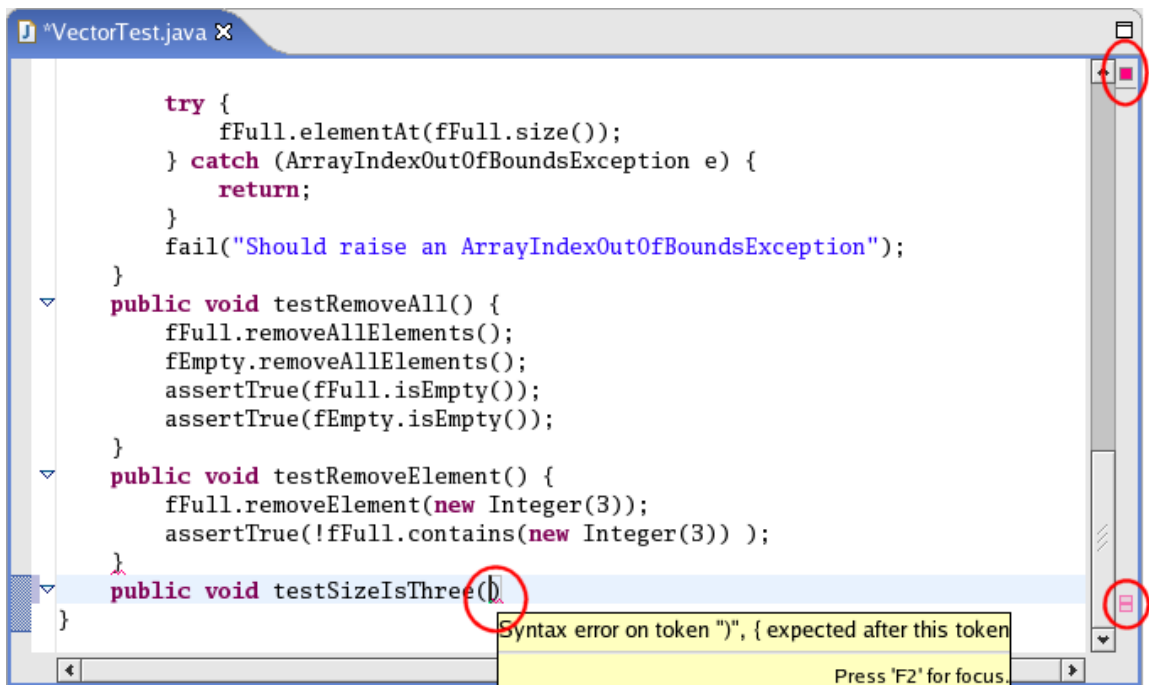 *VectorTest.java
try {
fFull.elementAt(fFull.size());
} catch (ArrayIndexOutOfBoundsException e) {
return;
}
fail("Should raise an ArrayIndexOutOfBoundsException");
}
public void testRemoveAll() {
fFull.removeAllElements();
fEmpty.removeAllElements();
assertTrue(fFull.isEmpty());
assertTrue(fEmpty.isEmpty());
}
public void testRemoveElement() {
fFull.removeElement(new Integer(3));
assertTrue(!fFull.contains(new Integer(3)) );
}
public void testSizeIsThree()
}
Syntax error on token ")", { expected after this token
Press 'F2' for focus.